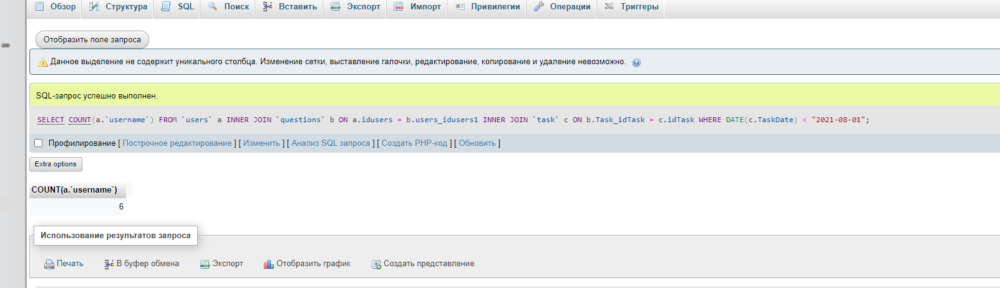 Обзор Структура SQL Поиск Вставить Экспорт Импорт Привилегии Операции Триггеры
Отобразить поле запроса
Данное выделение не содержит уникального столбца. Изменение сетки, выставление галочки, редактирование, копирование и удаление невозможно.
SQL-запрос успешно выполнен.
SELECT COUNT(a.`username`) FROM `users` a INNER JOIN `questions` b ON a.idusers = b.users_idusers1 INNER JOIN `task` c ON b.Task_idTask = c.idTask WHERE DATE(c.TaskDate) < "2021-08-01";
Профилирование [ Построчное редактирование ] [ Изменить ] [ Анализ SQL запроса ] [ Создать PHP-код ] [ Обновить ]
Extra options
COUNT(a.`username`)
6
Использование результатов запроса
Печать В буфер обмена Экспорт Отобразить график Создать представление